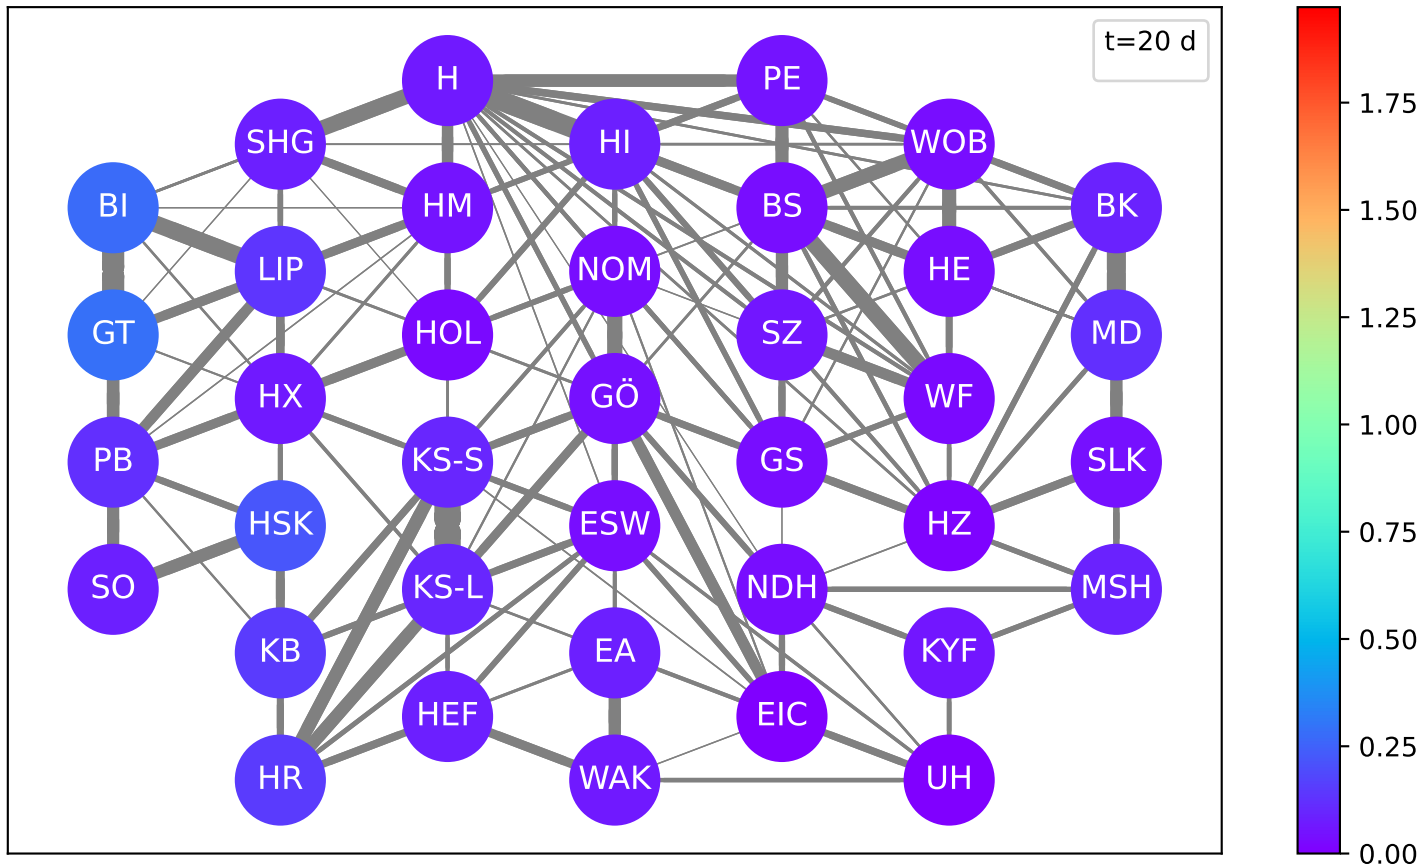 t=20 d
H
PE
SHG
HI
WOB
BI
HM
BS
BK
LIP
NOM
HE
GT
HOL
SZ
MD
HX
GÖ
WF
PB
KS-S
GS
SLK
HSK
ESW
HZ
SO
KS-L
NDH
MSH
KB
EA
KYF
HEF
EIC
HR
WAK
UH
1.75
1.50
1.25
1.00
0.75
0.50
0.25
0.00